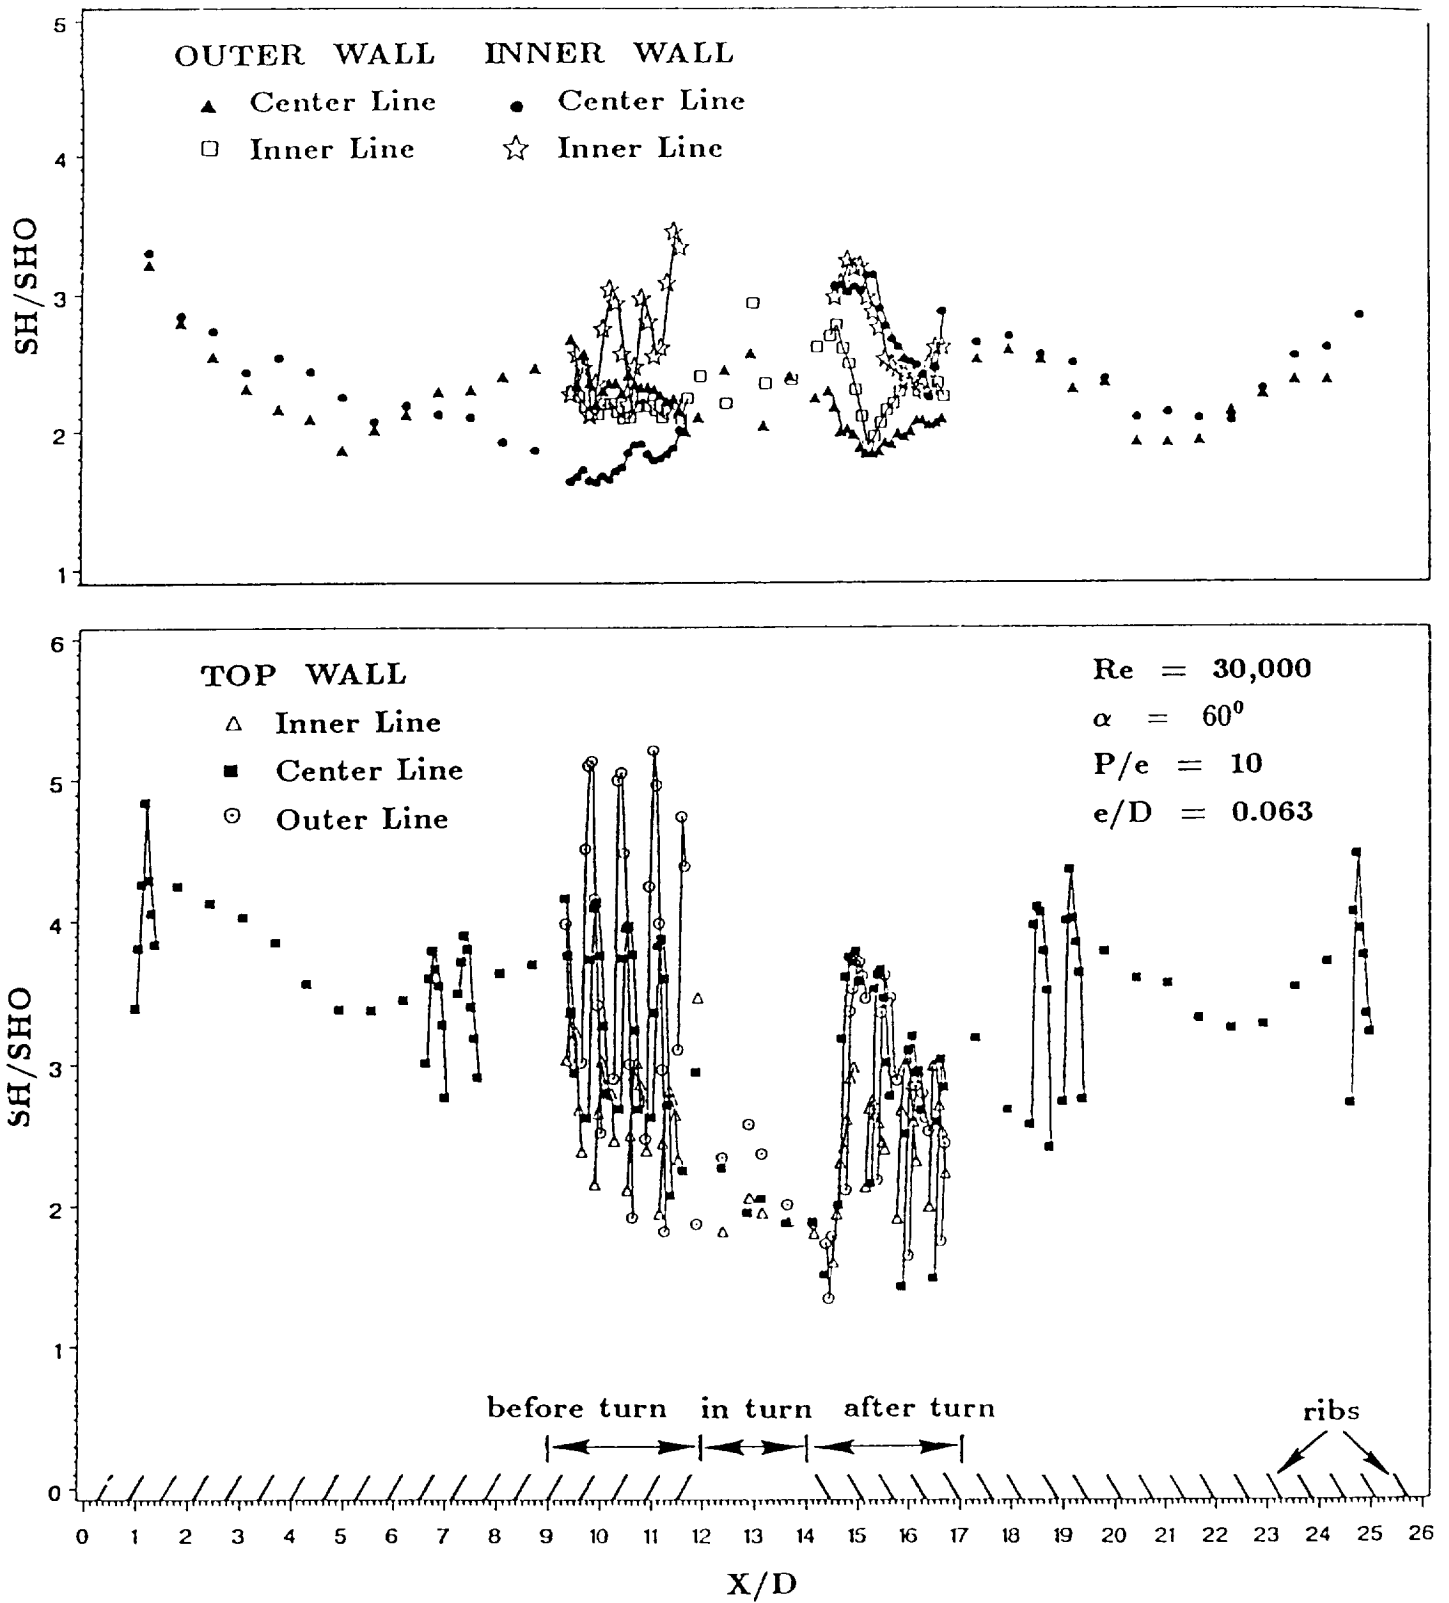 OUTER WALL INNER WALL
Center Line Center Line
Inner Line Inner Line
5
4
3
2
1
SH/SHO
TOP WALL
Inner Line
Center Line
Outer Line
Re = 30,000
α = 60⁰
P/e = 10
e/D = 0.063
6
5
4
3
2
1
0
SH/SHO
before turn in turn after turn
ribs
0 1 2 3 4 5 6 7 8 9 10 11 12 13 14 15 16 17 18 19 20 21 22 23 24 25 26
X/D